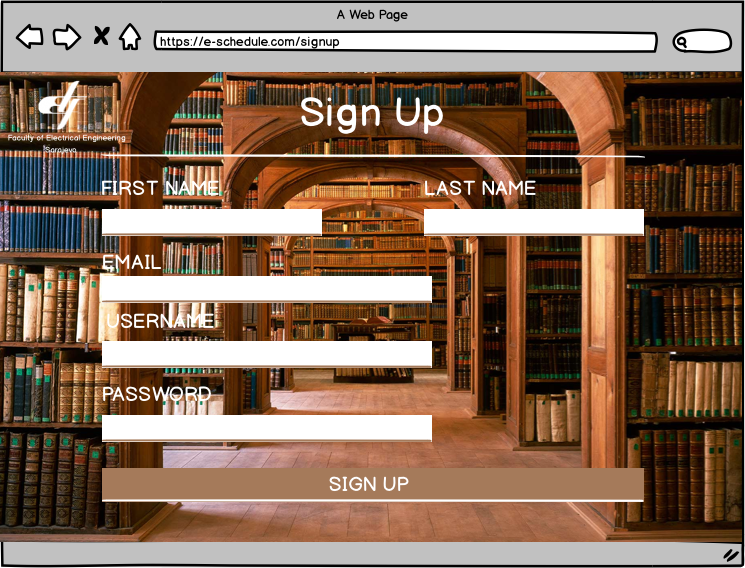 A Web Page
https://e-schedule.com/signup
Sign Up
Faculty of Electrical Engineering
Sarajevo
FIRST NAME
LAST NAME
EMAIL
USERNAME
PASSWORD
SIGN UP